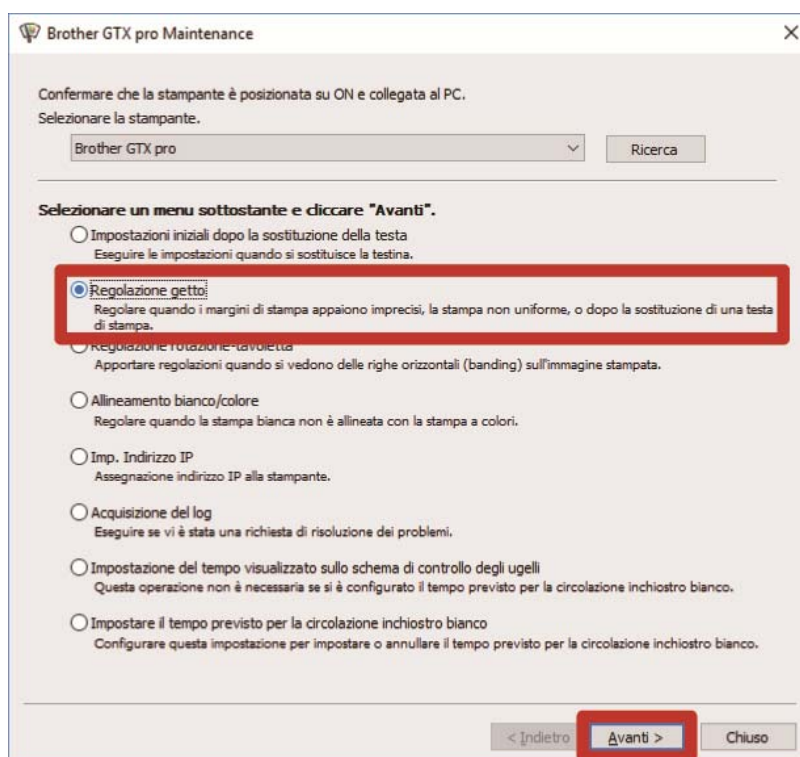 Brother GTX pro Maintenance
Confermare che la stampante è posizionata su ON e collegata al PC.
Selezionare la stampante.
Brother GTX pro
Ricerca
Selezionare un menu sottostante e cliccare "Avanti".
Impostazioni iniziali dopo la sostituzione della testa
Eseguire le impostazioni quando si sostituisce la testina.
Regolazione getto
Regolare quando i margini di stampa appaiono imprecisi, la stampa non uniforme, o dopo la sostituzione di una testa
di stampa.
Regolazione rotazione-tavoletta
Apportare regolazioni quando si vedono delle righe orizzontali (banding) sull'immagine stampata.
Allineamento bianco/colore
Regolare quando la stampa bianca non è allineata con la stampa a colori.
Imp. Indirizzo IP
Assegnazione indirizzo IP alla stampante.
Acquisizione del log
Eseguire se vi è stata una richiesta di risoluzione dei problemi.
Impostazione del tempo visualizzato sullo schema di controllo degli ugelli
Questa operazione non è necessaria se si è configurato il tempo previsto per la circolazione inchiostro bianco.
Impostare il tempo previsto per la circolazione inchiostro bianco
Configurare questa impostazione per impostare o annullare il tempo previsto per la circolazione inchiostro bianco.
< Indietro
Avanti >
Chiuso